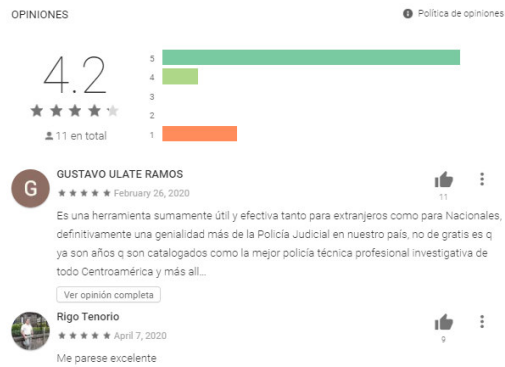 OPINIONES
Política de opiniones
4.2
11 en total
5
4
3
2
1
G
GUSTAVO ULATE RAMOS
February 26, 2020
11
Es una herramienta sumamente útil y efectiva tanto para extranjeros como para Nacionales,
definitivamente una genialidad más de la Policía Judicial en nuestro país, no de gratis es q
ya son años q son catalogados como la mejor policía técnica profesional investigativa de
todo Centroamérica y más all...
Ver opinión completa
Rigo Tenorio
April 7, 2020
9
Me parese excelente